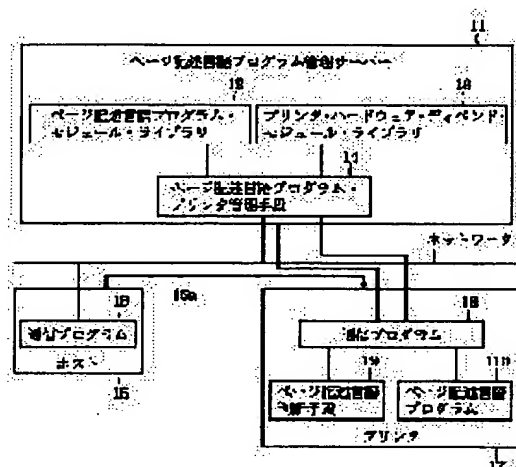 11
ページ記述言語プログラム管理サーバー
12
ページ記述言語プログラム・
モジュール・ライブラリ
プリンタ・ハードウェア・ディペンド・
モジュール・ライブラリ
14
ページ記述言語プログラム・
プリンタ管理手段
ネットワーク
15a
通信プログラム
ホスト
通信プログラム
ページ記述言語
判断手段
ページ記述言語
プログラム
プリンタ
17